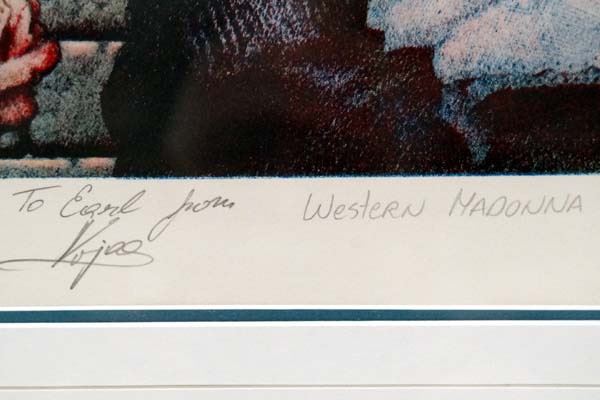 To Earl from Western Madonna